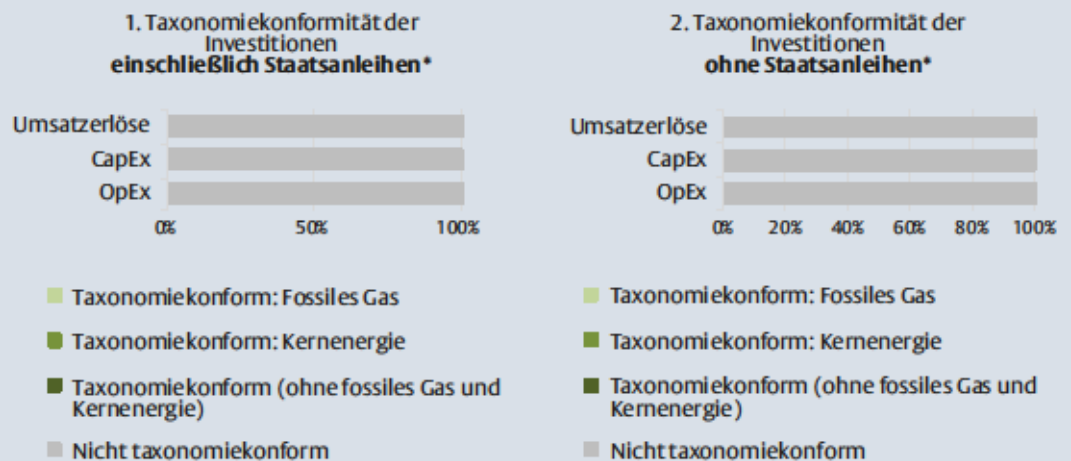 1. Taxonomiekonformität der
Investitionen
einschließlich Staatsanleihen*
Umsatzerlöse
CapEx
OpEx
0% 50% 100%
Taxonomiekonform: Fossiles Gas
Taxonomiekonform: Kernenergie
Taxonomiekonform (ohne fossiles Gas und
Kernenergie)
Nicht taxonomiekonform
2. Taxonomiekonformität der
Investitionen
ohne Staatsanleihen*
Umsatzerlöse
CapEx
OpEx
0% 20% 40% 60% 80% 100%
Taxonomiekonform: Fossiles Gas
Taxonomiekonform: Kernenergie
Taxonomiekonform (ohne fossiles Gas und
Kernenergie)
Nicht taxonomiekonform